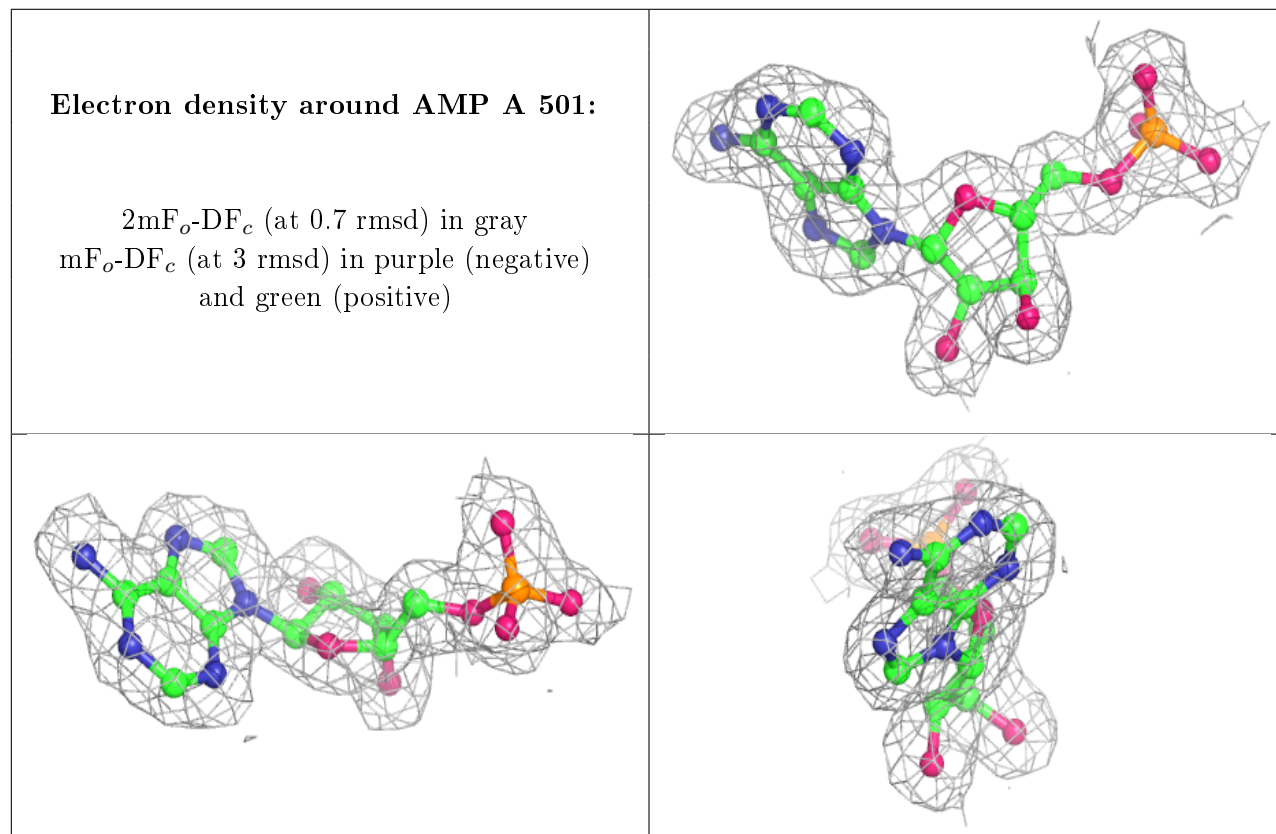 Electron density around AMP A 501:
2mFo-DFc (at 0.7 rmsd) in gray
mFo-DFc (at 3 rmsd) in purple (negative)
and green (positive)